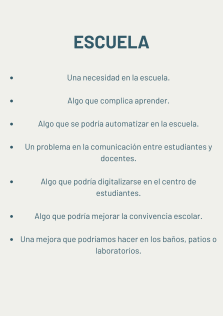 ESCUELA
• Una necesidad en la escuela.
• Algo que complica aprender.
• Algo que se podría automatizar en la escuela.
• Un problema en la comunicación entre estudiantes y
docentes.
• Algo que podría digitalizarse en el centro de
estudiantes.
• Algo que podría mejorar la convivencia escolar.
• Una mejora que podríamos hacer en los baños, patios o
laboratorios.